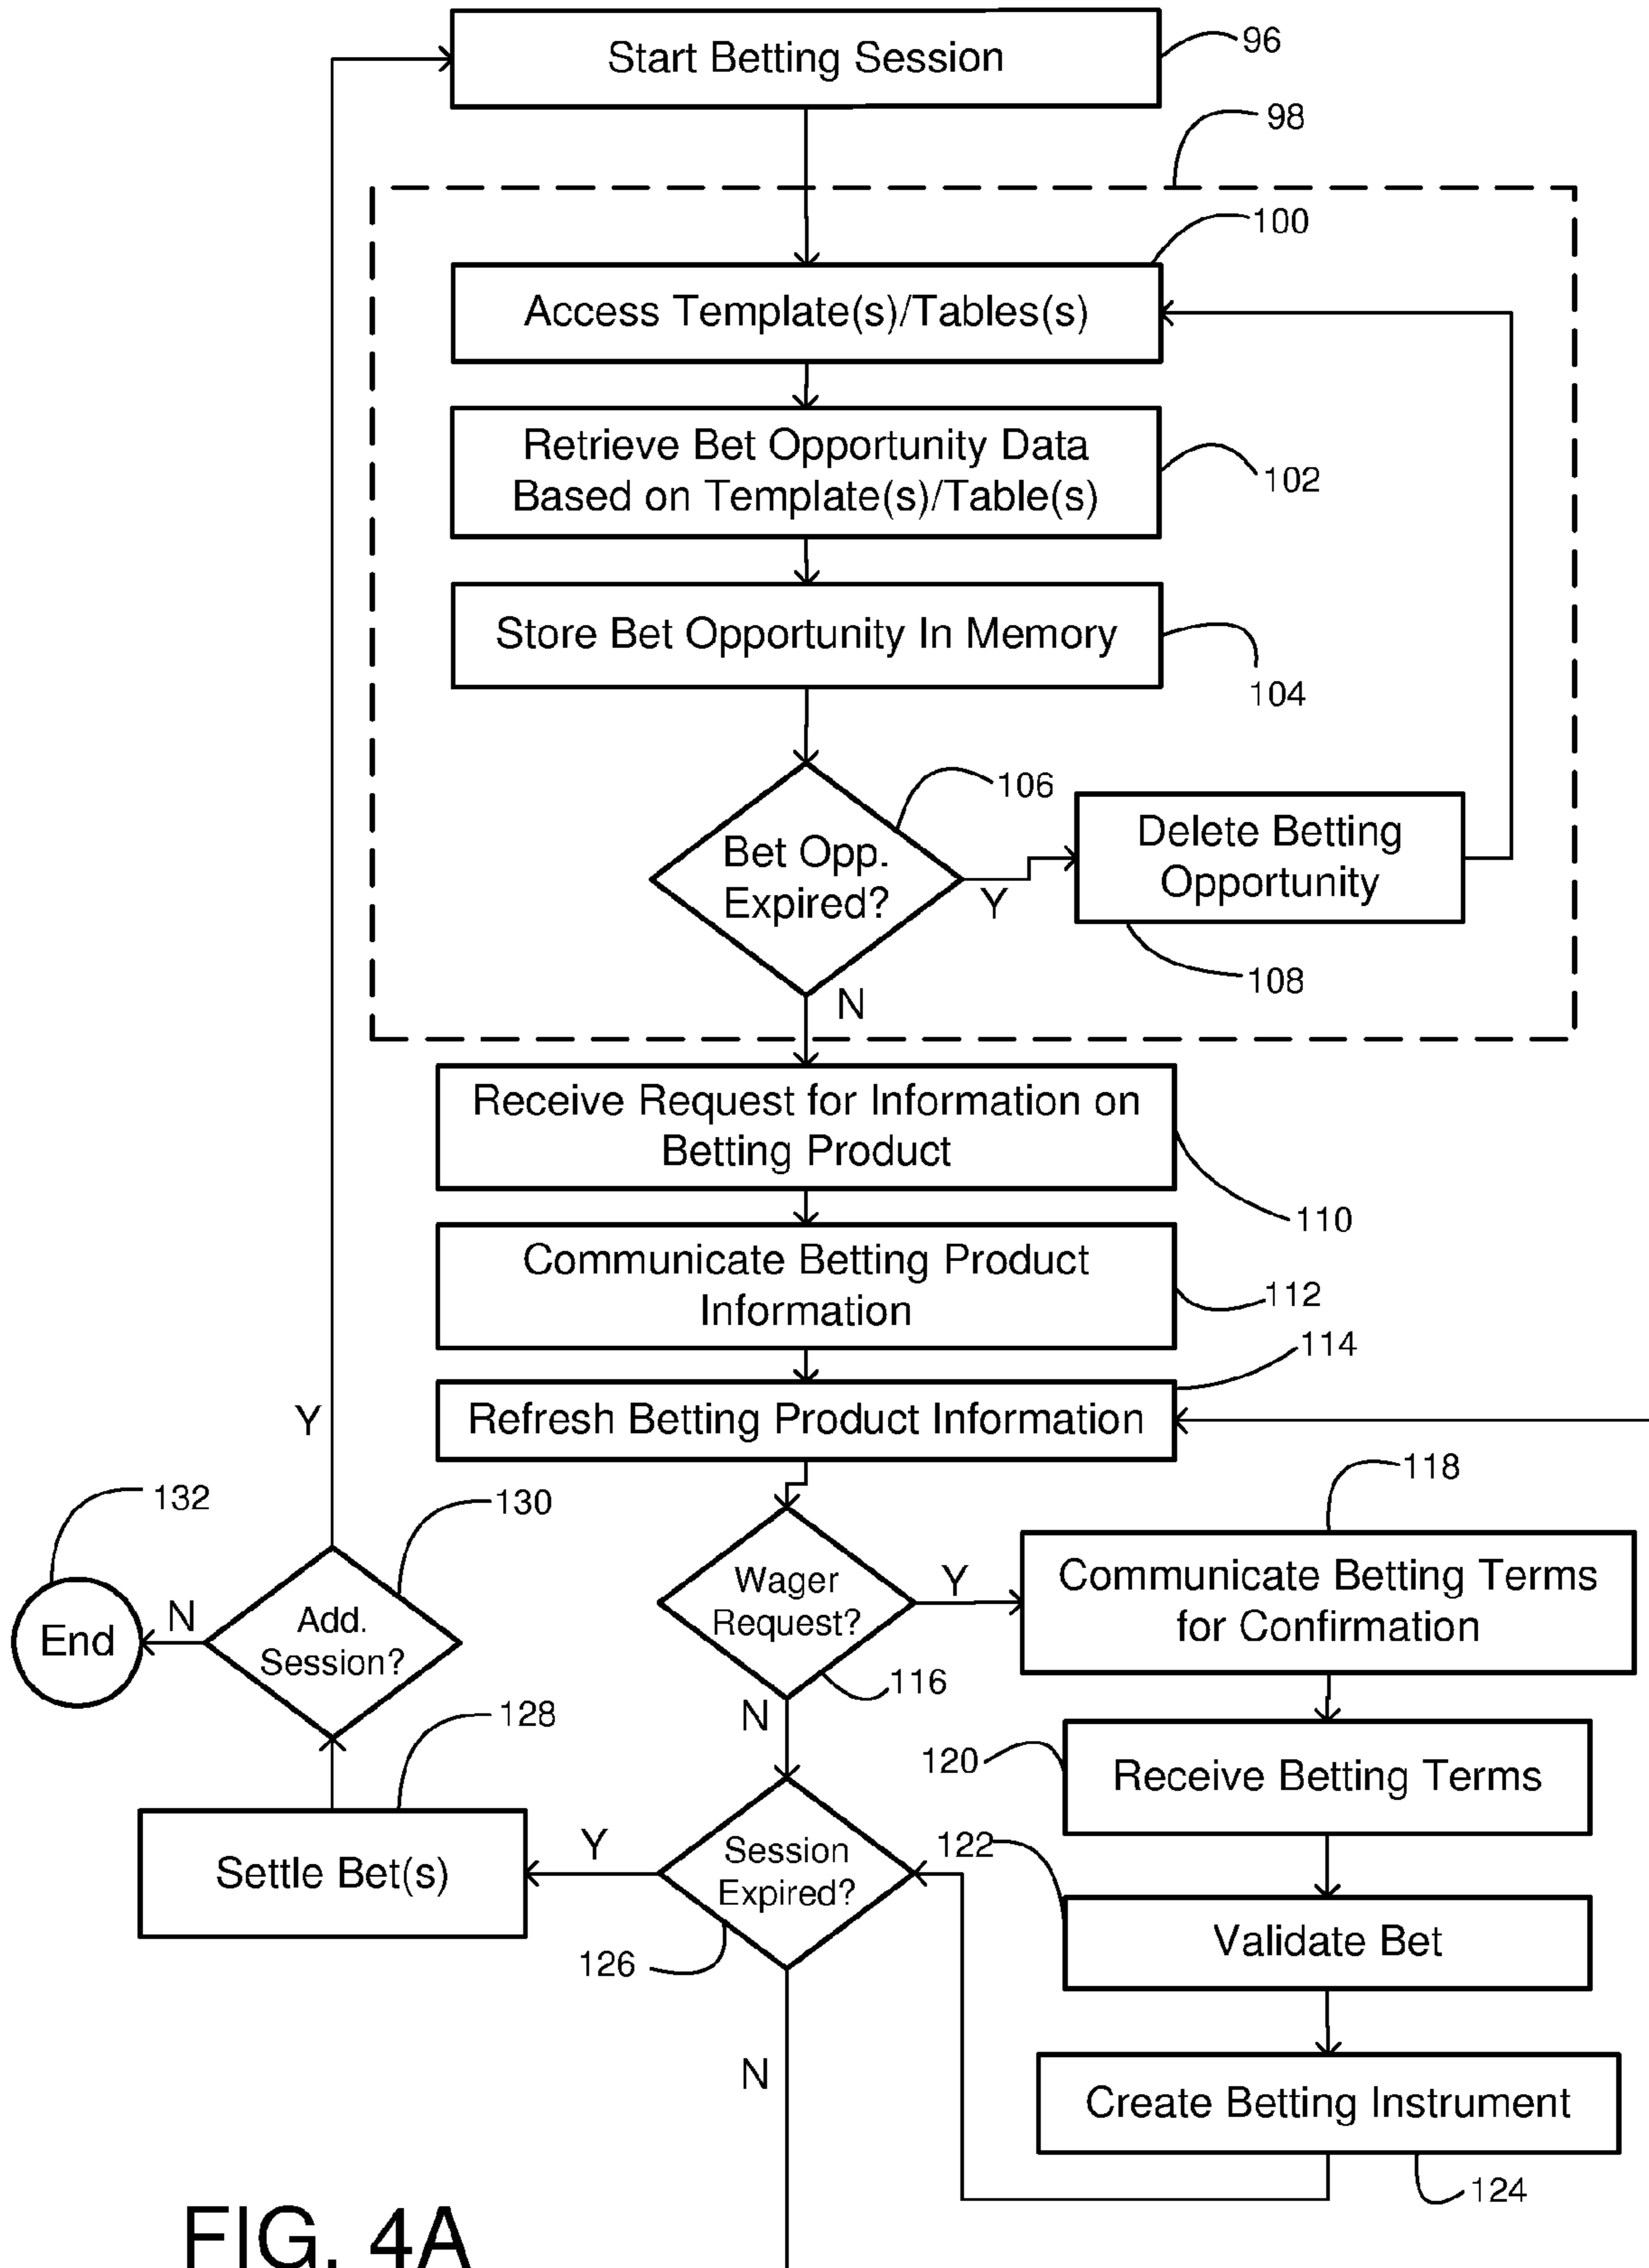 Start Betting Session
96
98
100
Access Template(s)/Tables(s)
Retrieve Bet Opportunity Data
Based on Template(s)/Table(s)
102
Store Bet Opportunity In Memory
104
106
Bet Opp.
Expired?
Y
Delete Betting
Opportunity
108
N
Receive Request for Information on
Betting Product
110
Communicate Betting Product
Information
112
114
Refresh Betting Product Information
Y
118
132
130
Wager
Request?
Y
Communicate Betting Terms
for Confirmation
End
N
Add.
Session?
116
N
128
120
Receive Betting Terms
122
Session
Expired?
Y
Settle Bet(s)
126
Validate Bet
N
Create Betting Instrument
124
FIG. 4A